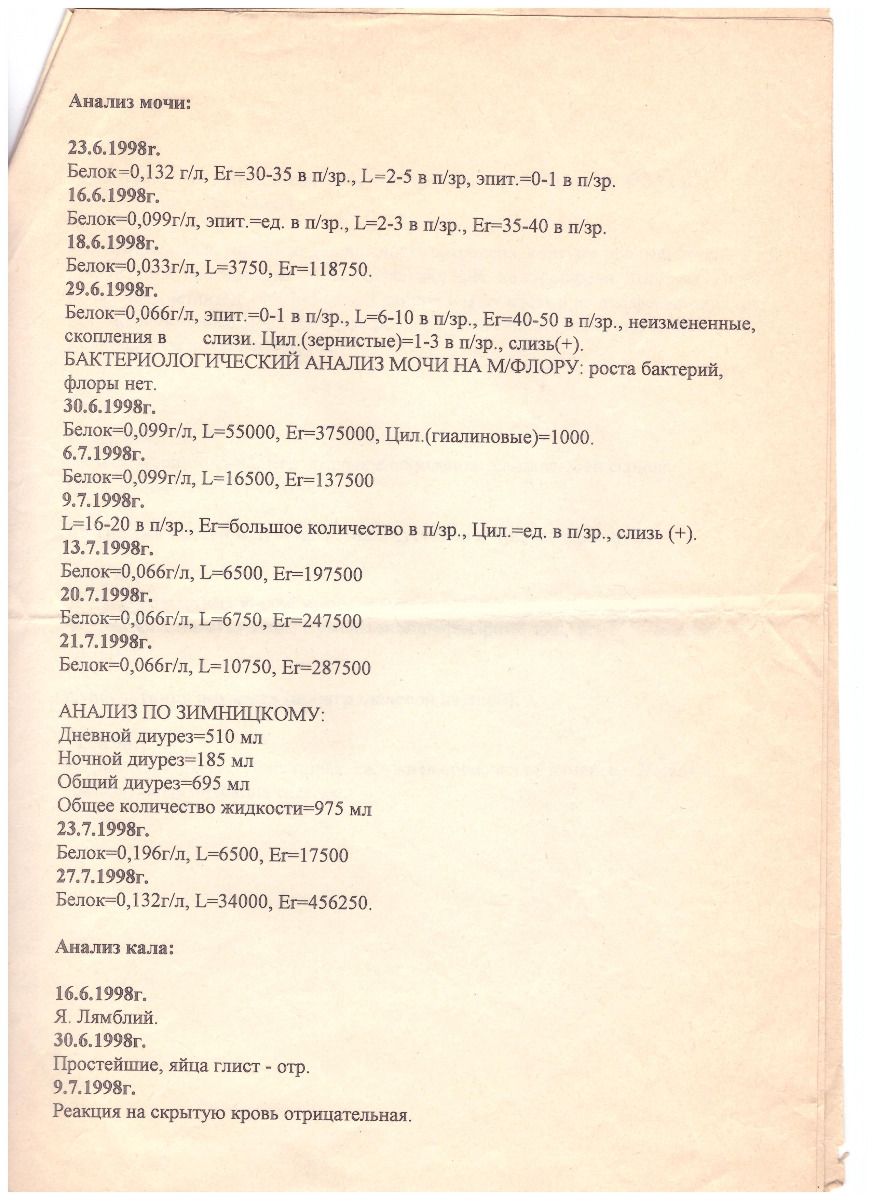 Анализ мочи:
23.6.1998г.
Белок=0,132 г/л, Er=30-35 в п/зр., L=2-5 в п/зр, эпит.=0-1 в п/зр.
16.6.1998г.
Белок=0,099г/л, эпит.=ед. в п/зр., L=2-3 в п/зр., Er=35-40 в п/зр.
18.6.1998г.
Белок=0,033г/л, L=3750, Er=118750.
29.6.1998г.
Белок=0,066г/л, эпит.=0-1 в п/зр., L=6-10 в п/зр., Er=40-50 в п/зр., неизмененные,
скопления в слизи. Цил.(зернистые)=1-3 в п/зр., слизь(+).
БАКТЕРИОЛОГИЧЕСКИЙ АНАЛИЗ МОЧИ НА М/ФЛОРУ: роста бактерий,
флоры нет.
30.6.1998г.
Белок=0,099г/л, L=55000, Er=375000, Цил.(гиалиновые)=1000.
6.7.1998г.
Белок=0,099г/л, L=16500, Er=137500
9.7.1998г.
L=16-20 в п/зр., Er=большое количество в п/зр., Цил.=ед. в п/зр., слизь (+).
13.7.1998г.
Белок=0,066г/л, L=6500, Er=197500
20.7.1998г.
Белок=0,066г/л, L=6750, Er=247500
21.7.1998г.
Белок=0,066г/л, L=10750, Er=287500
АНАЛИЗ ПО ЗИМНИЦКОМУ:
Дневной диурез=510 мл
Ночной диурез=185 мл
Общий диурез=695 мл
Общее количество жидкости=975 мл
23.7.1998г.
Белок=0,196г/л, L=6500, Er=17500
27.7.1998г.
Белок=0,132г/л, L=34000, Er=456250.
Анализ кала:
16.6.1998г.
Я. Лямблий.
30.6.1998г.
Простейшие, яйца глист - отр.
9.7.1998г.
Реакция на скрытую кровь отрицательная.